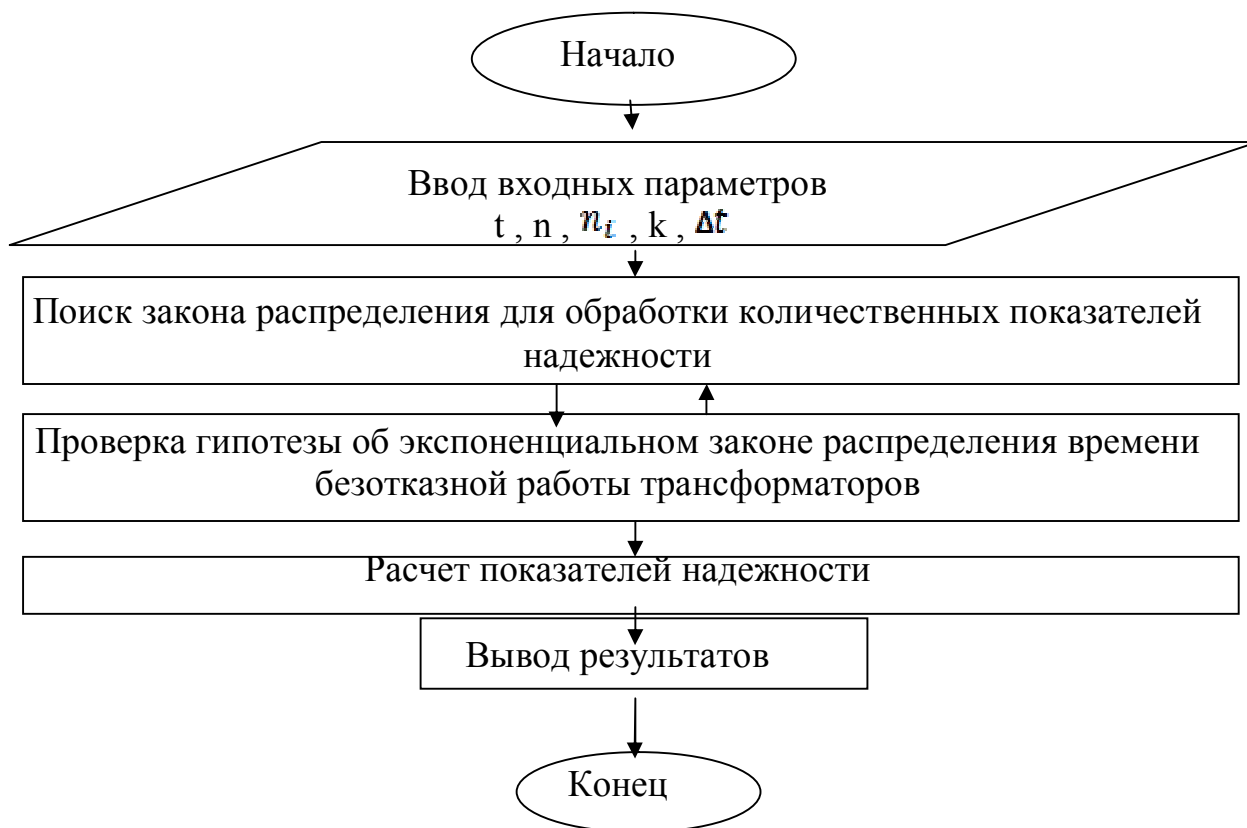 Начало
Ввод входных параметров
t , n , nᵢ , k , Δt
Поиск закона распределения для обработки количественных показателей
надежности
Проверка гипотезы об экспоненциальном законе распределения времени
безотказной работы трансформаторов
Расчет показателей надежности
Вывод результатов
Конец